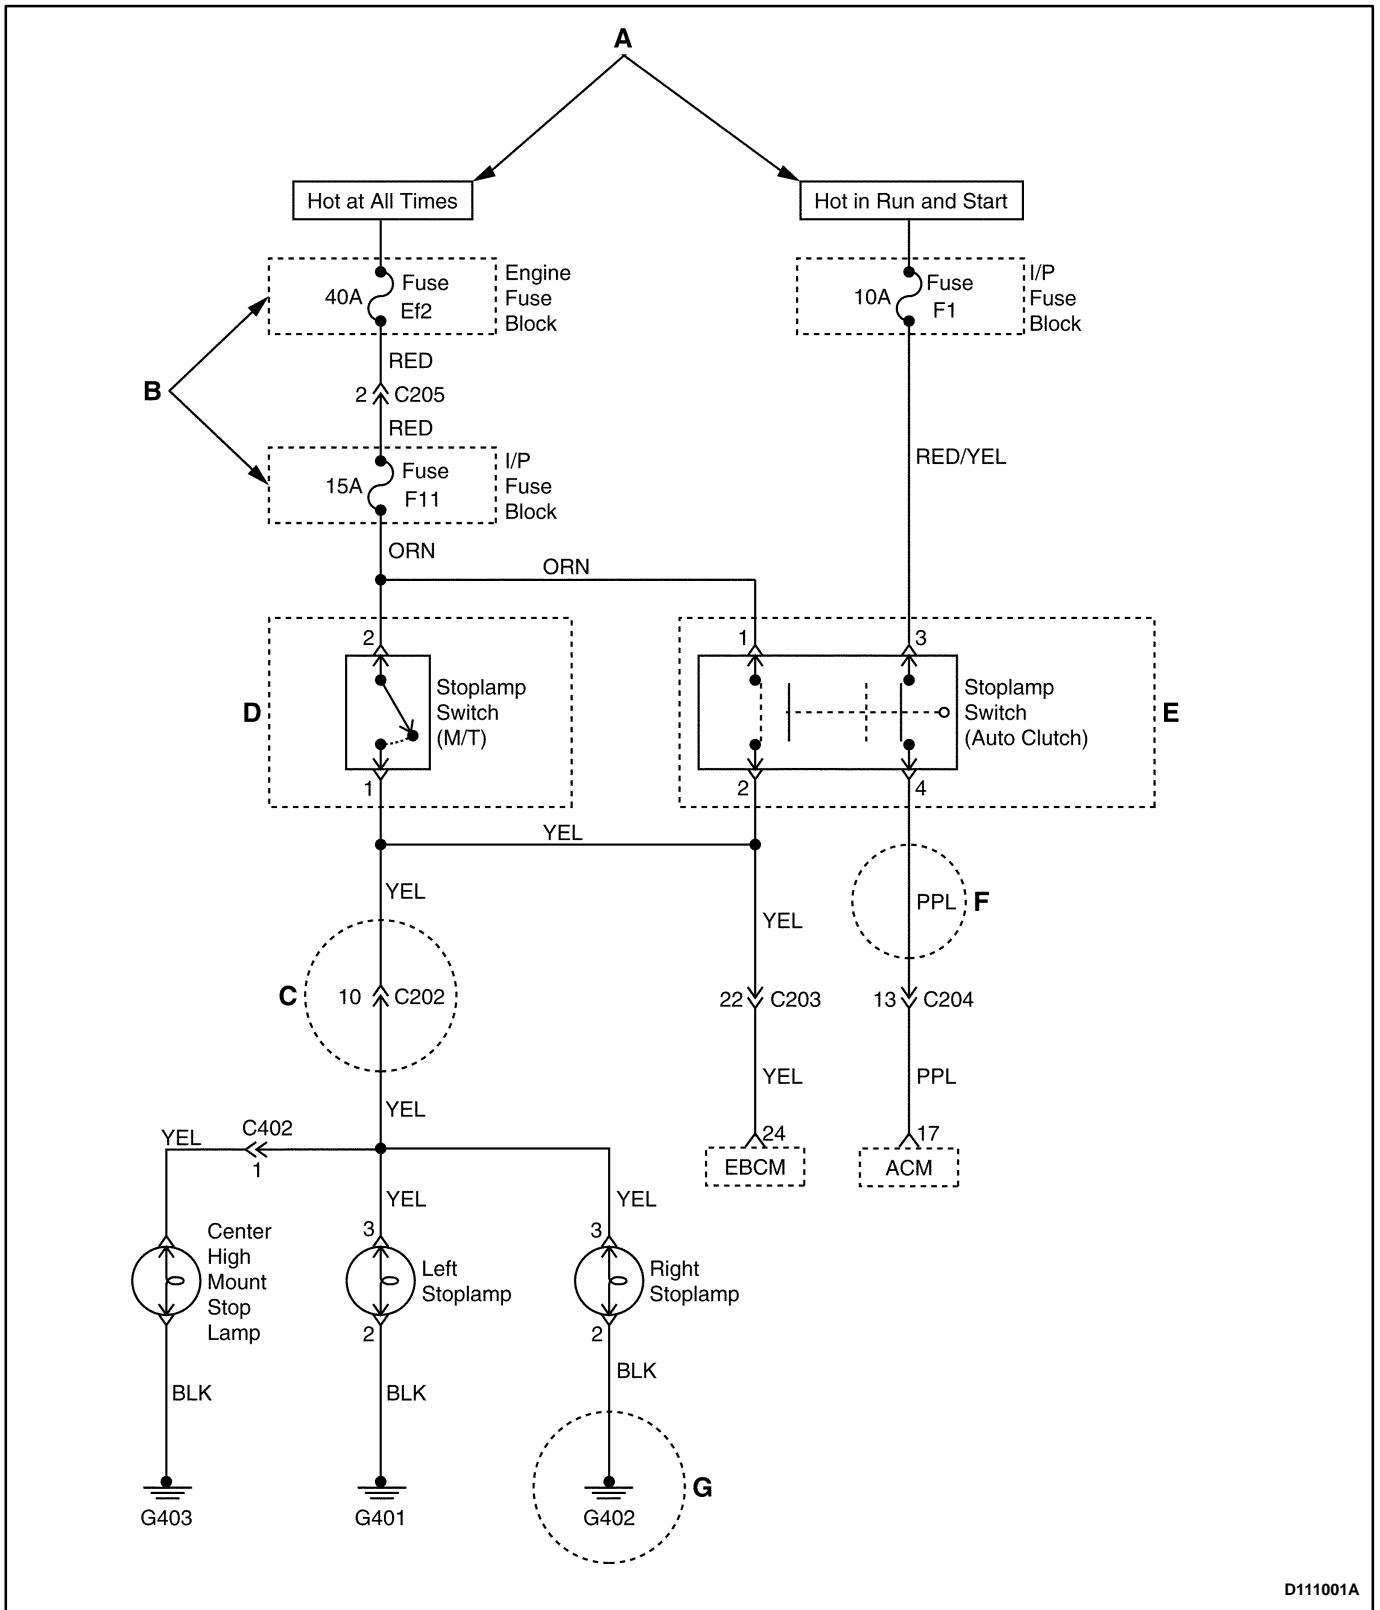 A
Hot at All Times
Hot in Run and Start
40A
Fuse
Ef2
Engine
Fuse
Block
10A
Fuse
F1
I/P
Fuse
Block
RED
B
2
C205
RED
15A
Fuse
F11
I/P
Fuse
Block
RED/YEL
ORN
ORN
2
1
3
D
Stoplamp
Switch
(M/T)
Stoplamp
Switch
(Auto Clutch)
E
1
2
4
YEL
YEL
YEL
PPL
F
C
10
C202
22
C203
13
C204
YEL
PPL
YEL
24
17
EBCM
ACM
YEL
C402
1
YEL
YEL
3
3
Center
High
Mount
Stop
Lamp
Left
Stoplamp
Right
Stoplamp
2
2
BLK
BLK
BLK
G
G403
G401
G402
D111001A